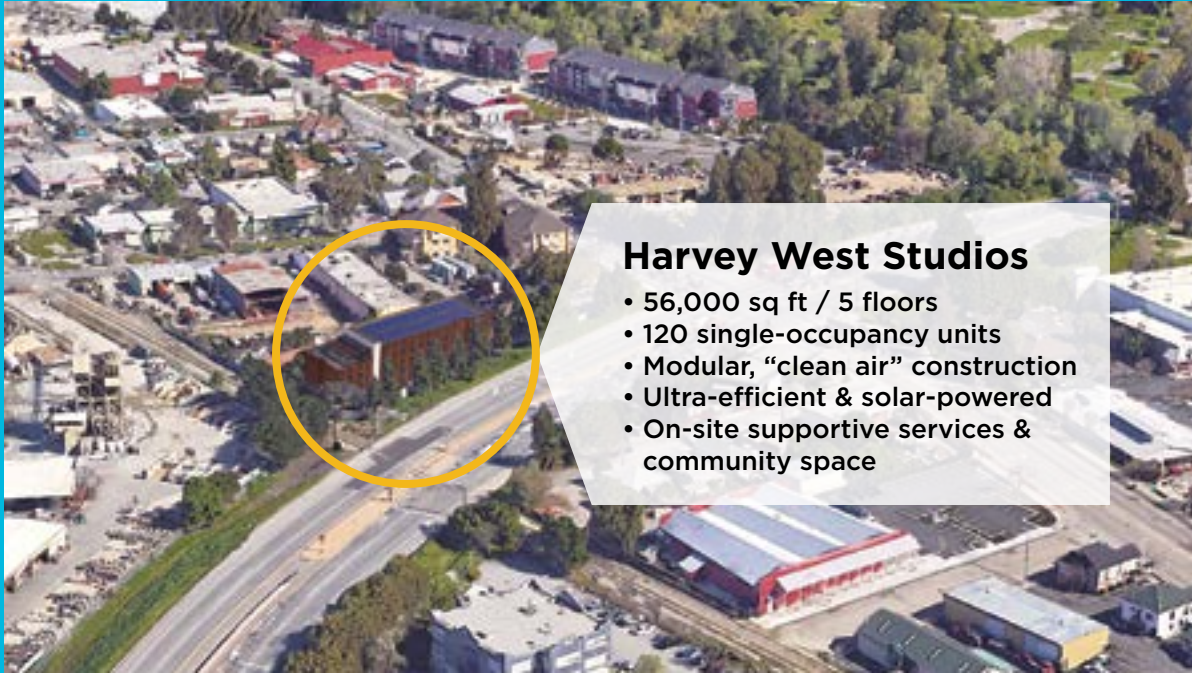 Harvey West Studios
• 56,000 sq ft / 5 floors
• 120 single-occupancy units
• Modular, “clean air” construction
• Ultra-efficient & solar-powered
• On-site supportive services &
community space